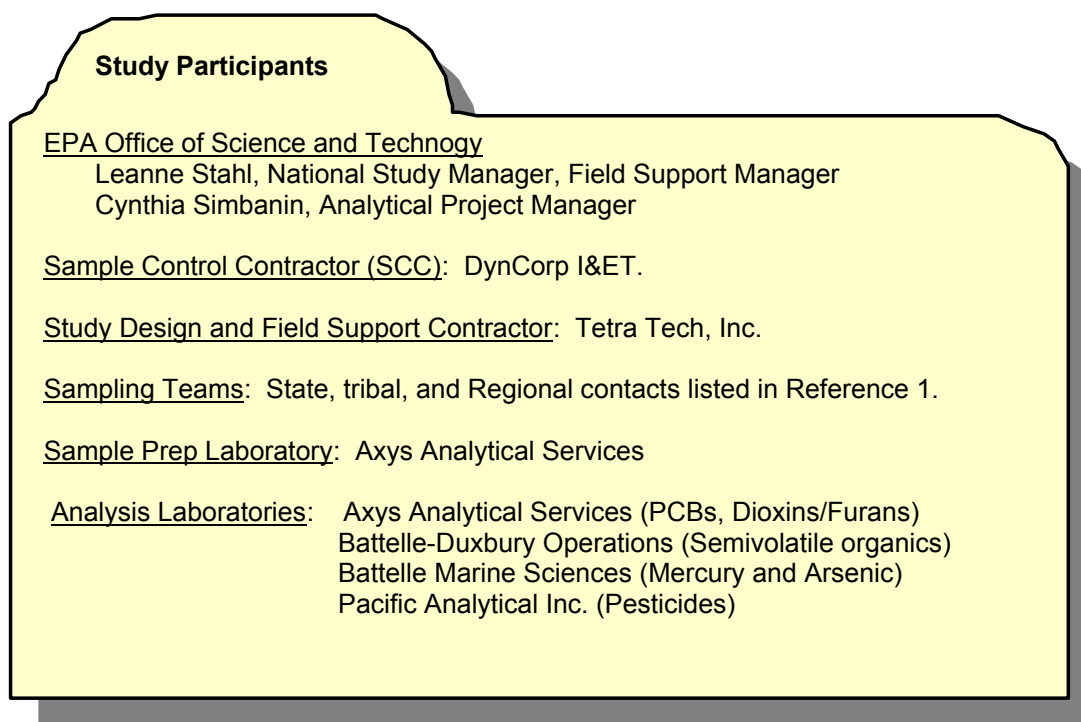 Study Participants
EPA Office of Science and Technogy
Leanne Stahl, National Study Manager, Field Support Manager
Cynthia Simbanin, Analytical Project Manager
Sample Control Contractor (SCC): DynCorp I&ET.
Study Design and Field Support Contractor: Tetra Tech, Inc.
Sampling Teams: State, tribal, and Regional contacts listed in Reference 1.
Sample Prep Laboratory: Axys Analytical Services
Analysis Laboratories: Axys Analytical Services (PCBs, Dioxins/Furans)
Battelle-Duxbury Operations (Semivolatile organics)
Battelle Marine Sciences (Mercury and Arsenic)
Pacific Analytical Inc. (Pesticides)